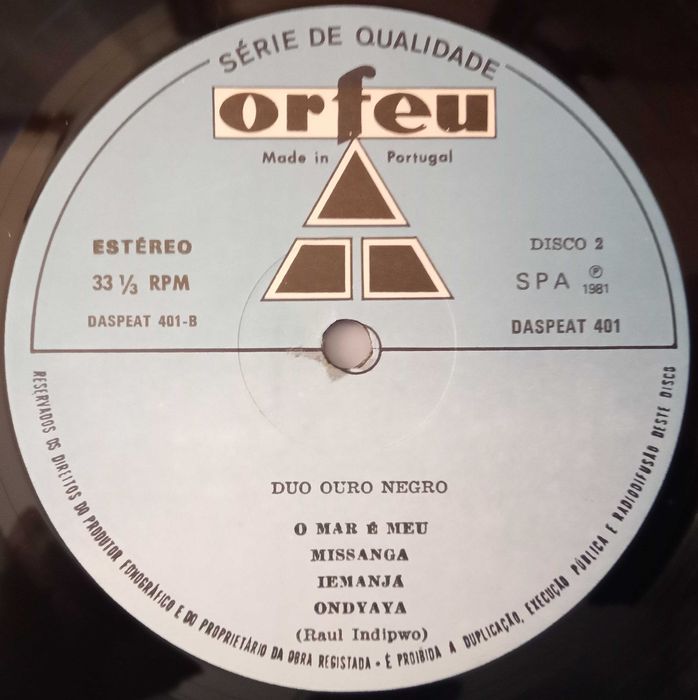 SÉRIE DE QUALIDADE
orfeu
Made in Portugal
ESTÉREO
33 1/3 RPM
DASPEAT 401-B
DISCO 2
SPA ℗ 1981
DASPEAT 401
DUO OURO NEGRO
O MAR É MEU
MISSANGA
IEMANJA
ONDYAYA
(Raul Indipwo)
RESERVADOS OS DIREITOS DO PRODUTOR FONOGRÁFICO E DO PROPRIETÁRIO DA OBRA REGISTADA • É PROIBIDA A DUPLICAÇÃO, EXECUÇÃO PÚBLICA E RADIODIFUSÃO DESTE DISCO